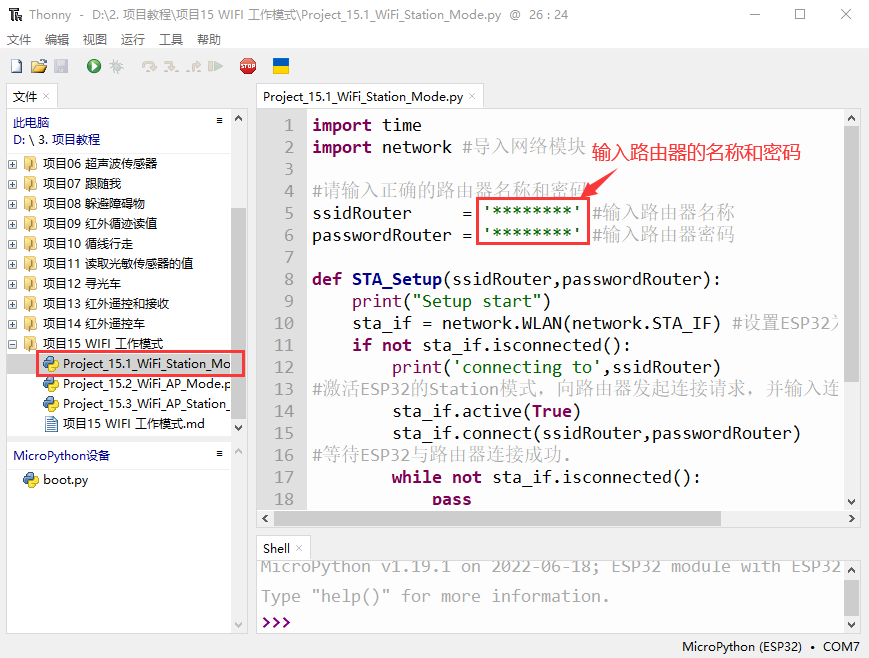 Thonny - D:\2. 项目教程\项目15 WIFI 工作模式\Project_15.1_WiFi_Station_Mode.py @ 26 : 24
文件 编辑 视图 运行 工具 帮助
STOP
文件 ×
此电脑
D: \ 3. 项目教程
项目06 超声波传感器
项目07 跟随我
项目08 躲避障碍物
项目09 红外循迹读值
项目10 循线行走
项目11 读取光敏传感器的值
项目12 寻光车
项目13 红外遥控和接收
项目14 红外遥控车
项目15 WIFI 工作模式
Project_15.1_WiFi_Station_Mo
Project_15.2_WiFi_AP_Mode.p
Project_15.3_WiFi_AP_Station_
项目15 WIFI 工作模式.md
MicroPython设备
boot.py
Project_15.1_WiFi_Station_Mode.py ×
1 import time
2 import network #导入网络模块
输入路由器的名称和密码
3
4 #请输入正确的路由器名称和密码
5 ssidRouter = '********' #输入路由器名称
6 passwordRouter = '********' #输入路由器密码
7
8 def STA_Setup(ssidRouter,passwordRouter):
9 print("Setup start")
10 sta_if = network.WLAN(network.STA_IF) #设置ESP32
11 if not sta_if.isconnected():
12 print('connecting to',ssidRouter)
13 #激活ESP32的Station模式，向路由器发起连接请求，并输入连
14 sta_if.active(True)
15 sta_if.connect(ssidRouter,passwordRouter)
16 #等待ESP32与路由器连接成功.
17 while not sta_if.isconnected():
18 pass
Shell ×
MicroPython v1.19.1 on 2022-06-18; ESP32 module with ESP32
Type "help()" for more information.
>>>
MicroPython (ESP32) • COM7